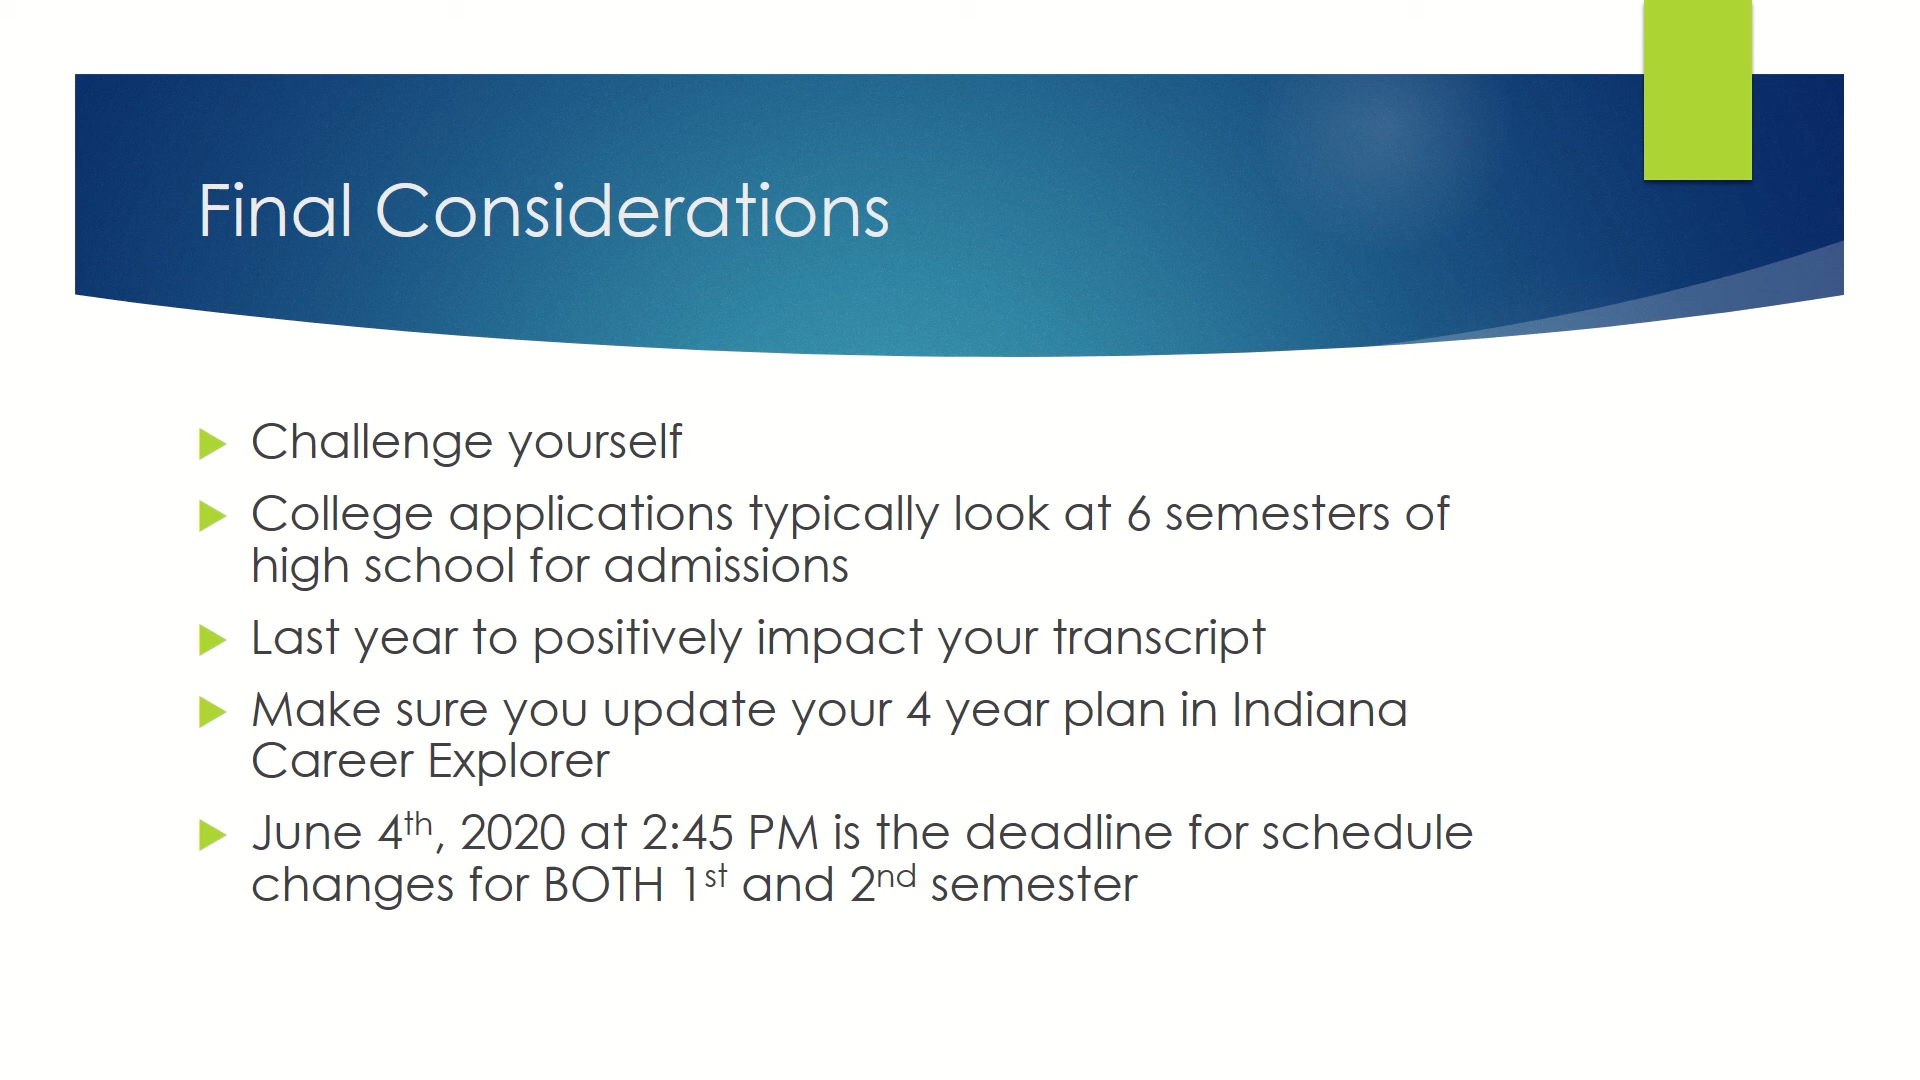 Final Considerations
Challenge yourself
College applications typically look at 6 semesters of
high school for admissions
Last year to positively impact your transcript
Make sure you update your 4 year plan in Indiana
Career Explorer
June 4th, 2020 at 2:45 PM is the deadline for schedule
changes for BOTH 1st and 2nd semester